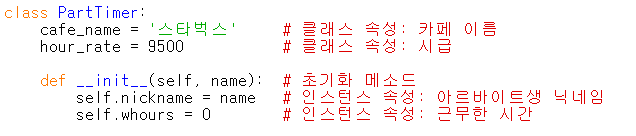 class PartTimer:
    cafe_name = '스타벅스'      # 클래스 속성: 카페 이름
    hour_rate = 9500            # 클래스 속성: 시급

    def __init__(self, name):  # 초기화 메소드
        self.nickname = name   # 인스턴스 속성: 아르바이트생 닉네임
        self.whours = 0        # 인스턴스 속성: 근무한 시간